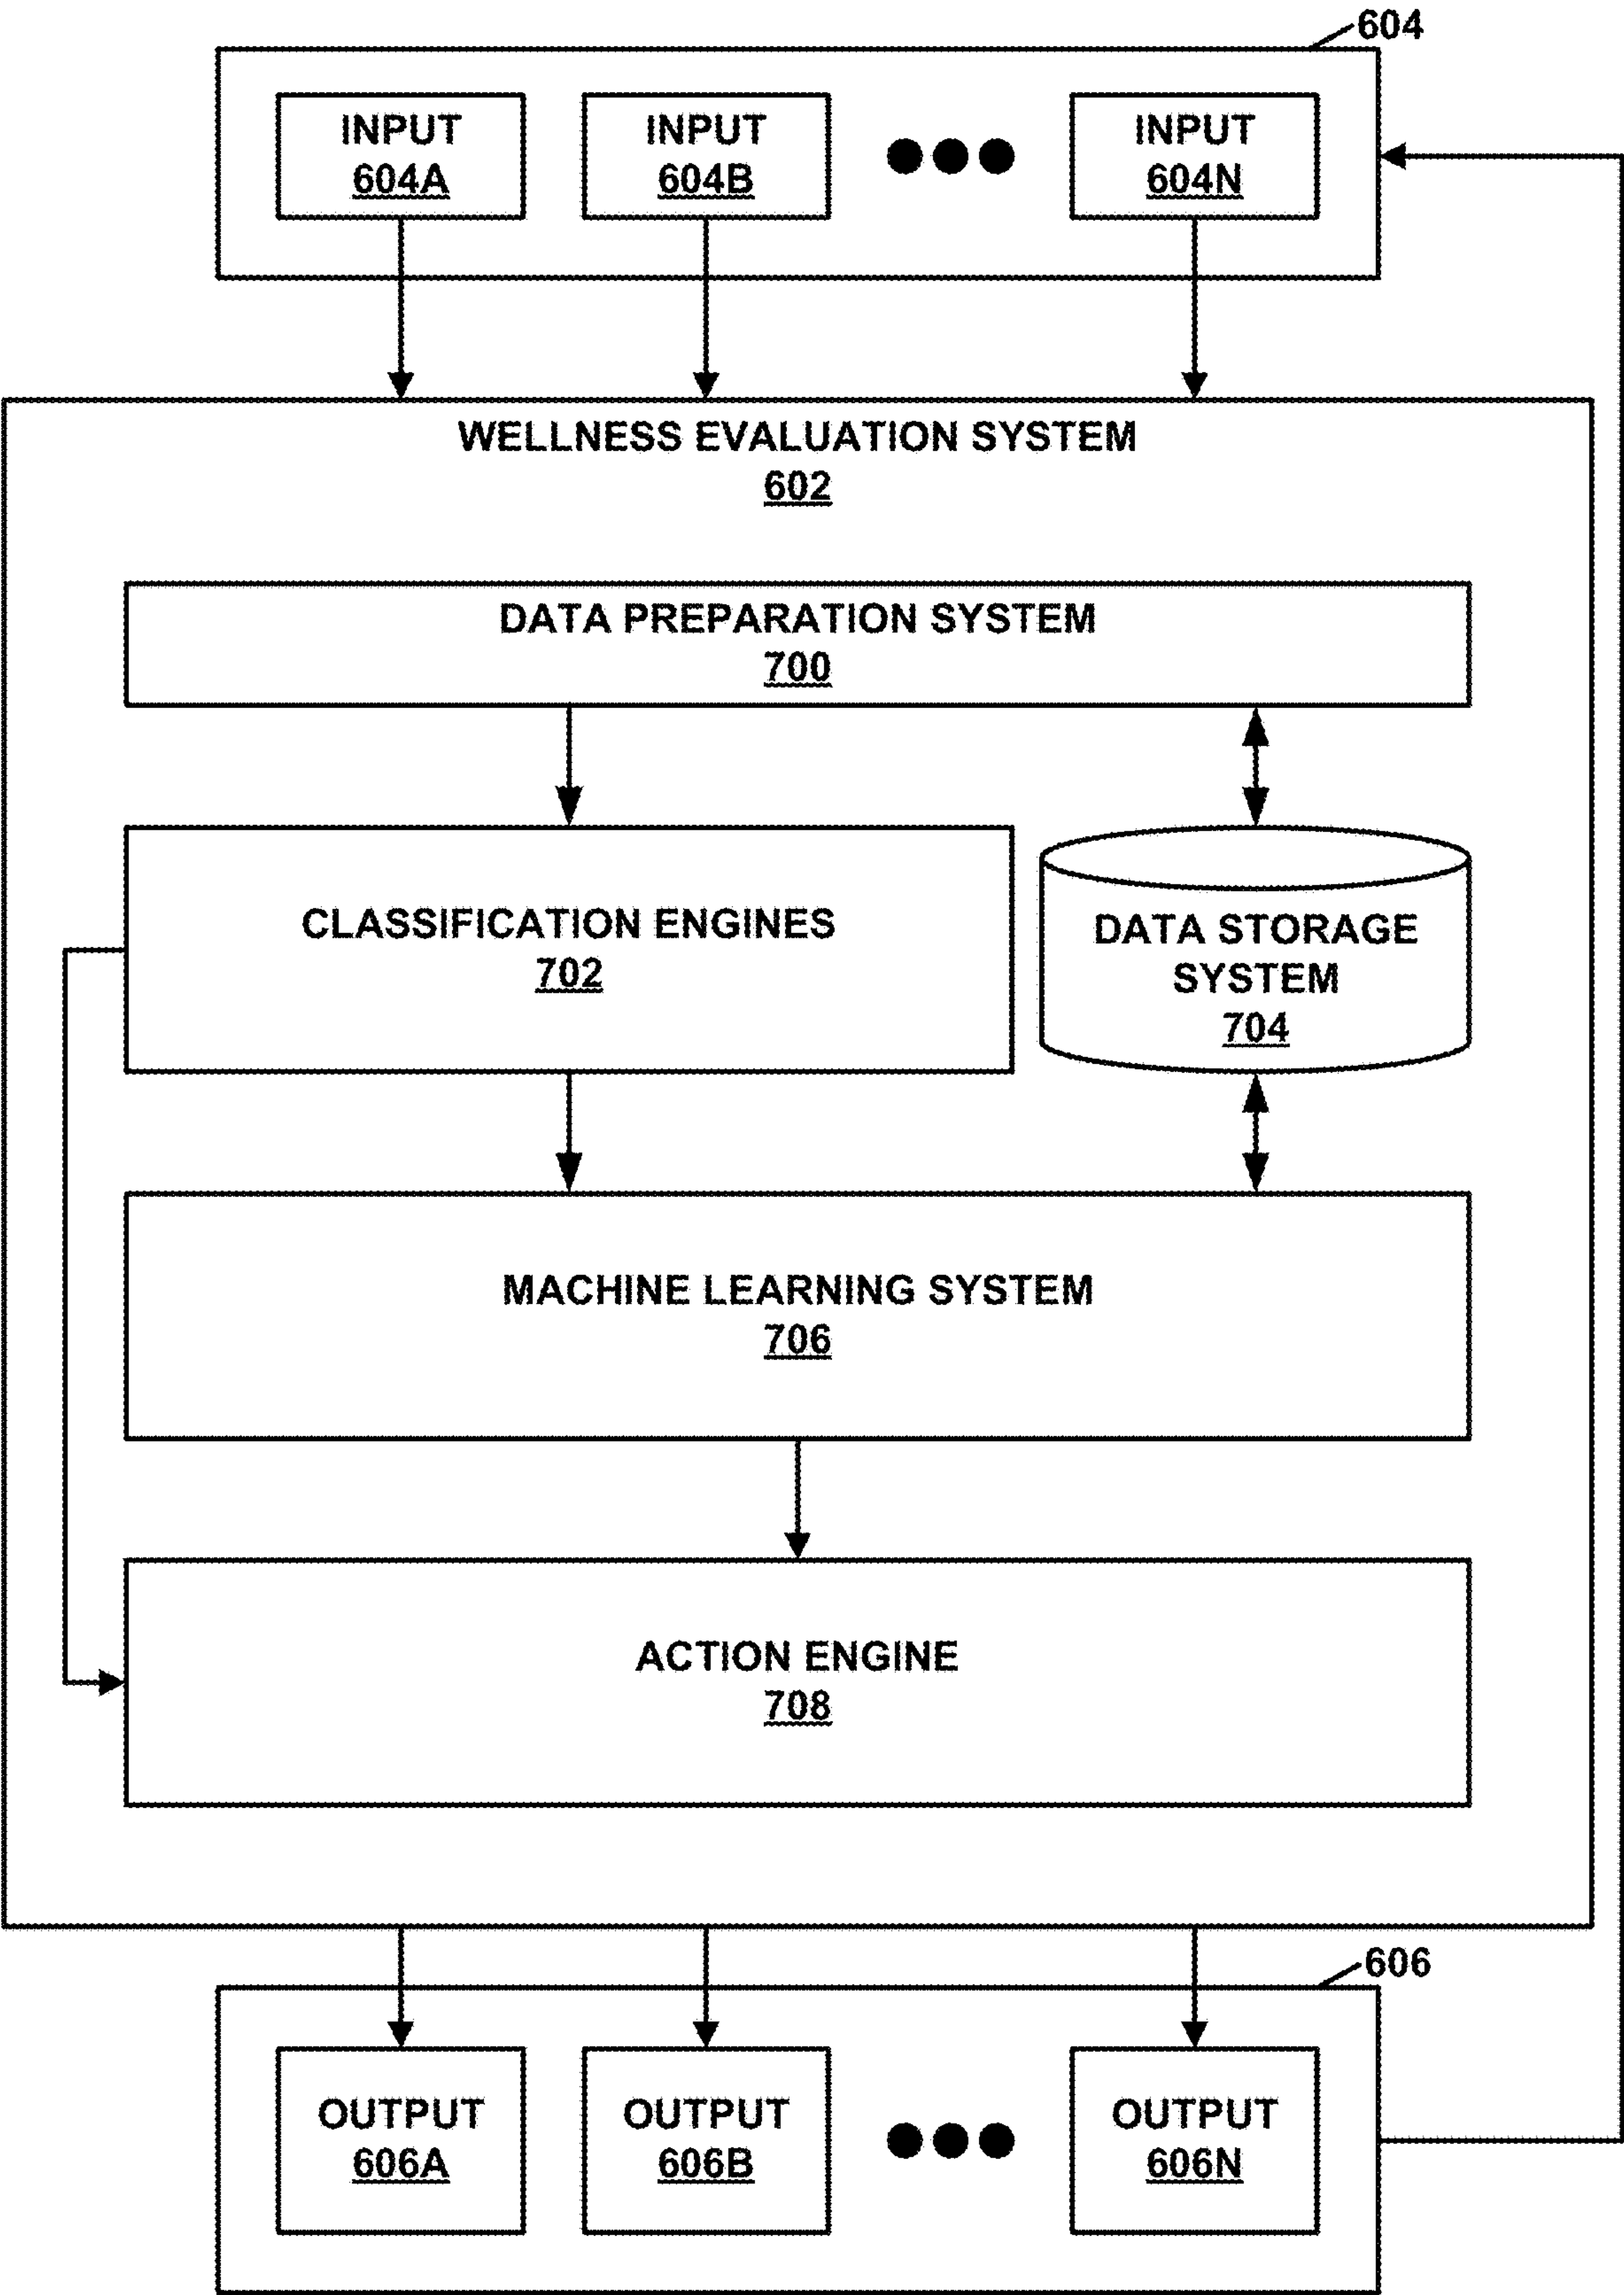 604
INPUT
604A
INPUT
604B
INPUT
604N
WELLNESS EVALUATION SYSTEM
602
DATA PREPARATION SYSTEM
700
CLASSIFICATION ENGINES
702
DATA STORAGE
SYSTEM
704
MACHINE LEARNING SYSTEM
706
ACTION ENGINE
708
606
OUTPUT
606A
OUTPUT
606B
OUTPUT
606N